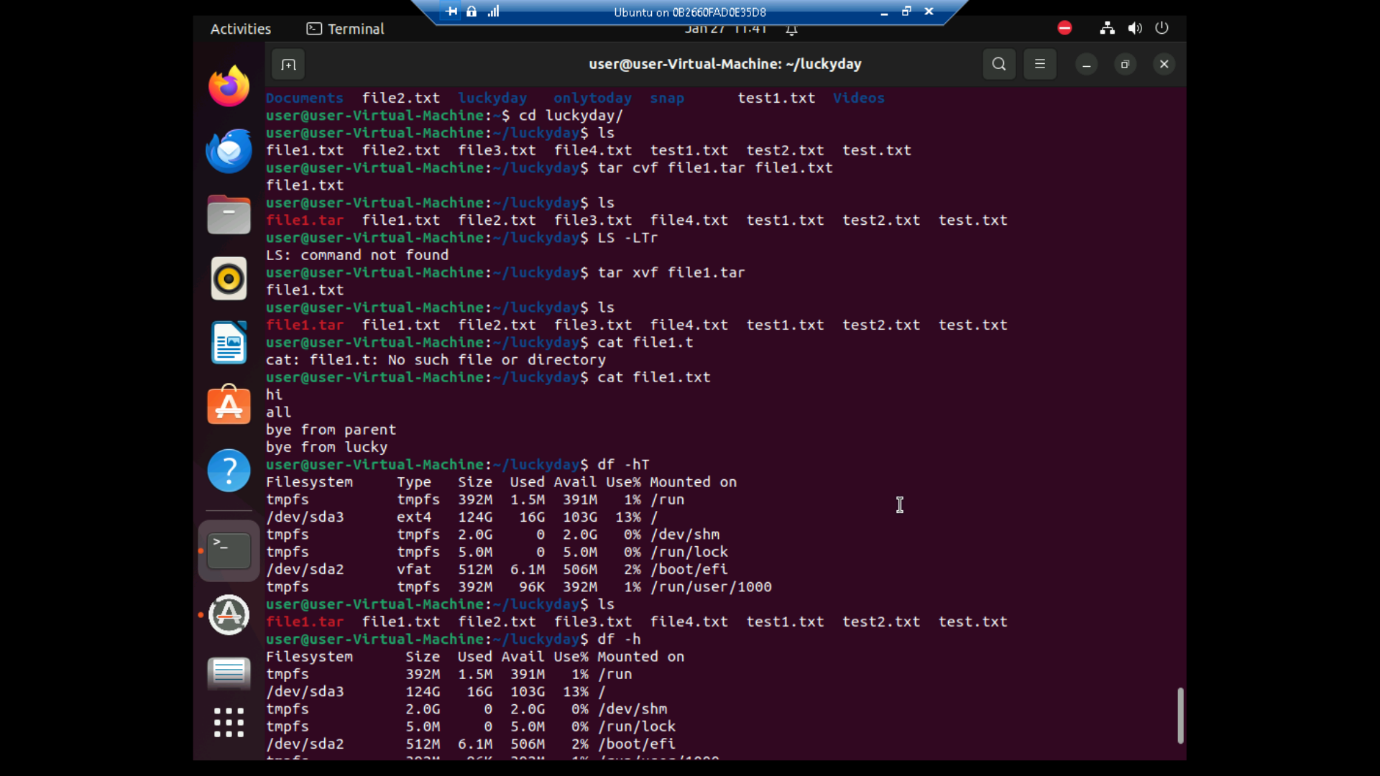 Ubuntu on 0B2660FAD0E35D8
Activities Terminal Jan 27 11:41
user@user-Virtual-Machine: ~/luckyday
Documents file2.txt luckyday onlytoday snap test1.txt Videos
user@user-Virtual-Machine:~$ cd luckyday/
user@user-Virtual-Machine:~/luckyday$ ls
file1.txt file2.txt file3.txt file4.txt test1.txt test2.txt test.txt
user@user-Virtual-Machine:~/luckyday$ tar cvf file1.tar file1.txt
file1.txt
user@user-Virtual-Machine:~/luckyday$ ls
file1.tar file1.txt file2.txt file3.txt file4.txt test1.txt test2.txt test.txt
user@user-Virtual-Machine:~/luckyday$ LS -LTr
LS: command not found
user@user-Virtual-Machine:~/luckyday$ tar xvf file1.tar
file1.txt
user@user-Virtual-Machine:~/luckyday$ ls
file1.tar file1.txt file2.txt file3.txt file4.txt test1.txt test2.txt test.txt
user@user-Virtual-Machine:~/luckyday$ cat file1.t
cat: file1.t: No such file or directory
user@user-Virtual-Machine:~/luckyday$ cat file1.txt
hi
all
bye from parent
bye from lucky
user@user-Virtual-Machine:~/luckyday$ df -hT
Filesystem Type Size Used Avail Use% Mounted on
tmpfs tmpfs 392M 1.5M 391M 1% /run
/dev/sda3 ext4 124G 16G 103G 13% /
tmpfs tmpfs 2.0G 0 2.0G 0% /dev/shm
tmpfs tmpfs 5.0M 0 5.0M 0% /run/lock
/dev/sda2 vfat 512M 6.1M 506M 2% /boot/efi
tmpfs tmpfs 392M 96K 392M 1% /run/user/1000
user@user-Virtual-Machine:~/luckyday$ ls
file1.tar file1.txt file2.txt file3.txt file4.txt test1.txt test2.txt test.txt
user@user-Virtual-Machine:~/luckyday$ df -h
Filesystem Size Used Avail Use% Mounted on
tmpfs 392M 1.5M 391M 1% /run
/dev/sda3 124G 16G 103G 13% /
tmpfs 2.0G 0 2.0G 0% /dev/shm
tmpfs 5.0M 0 5.0M 0% /run/lock
/dev/sda2 512M 6.1M 506M 2% /boot/efi